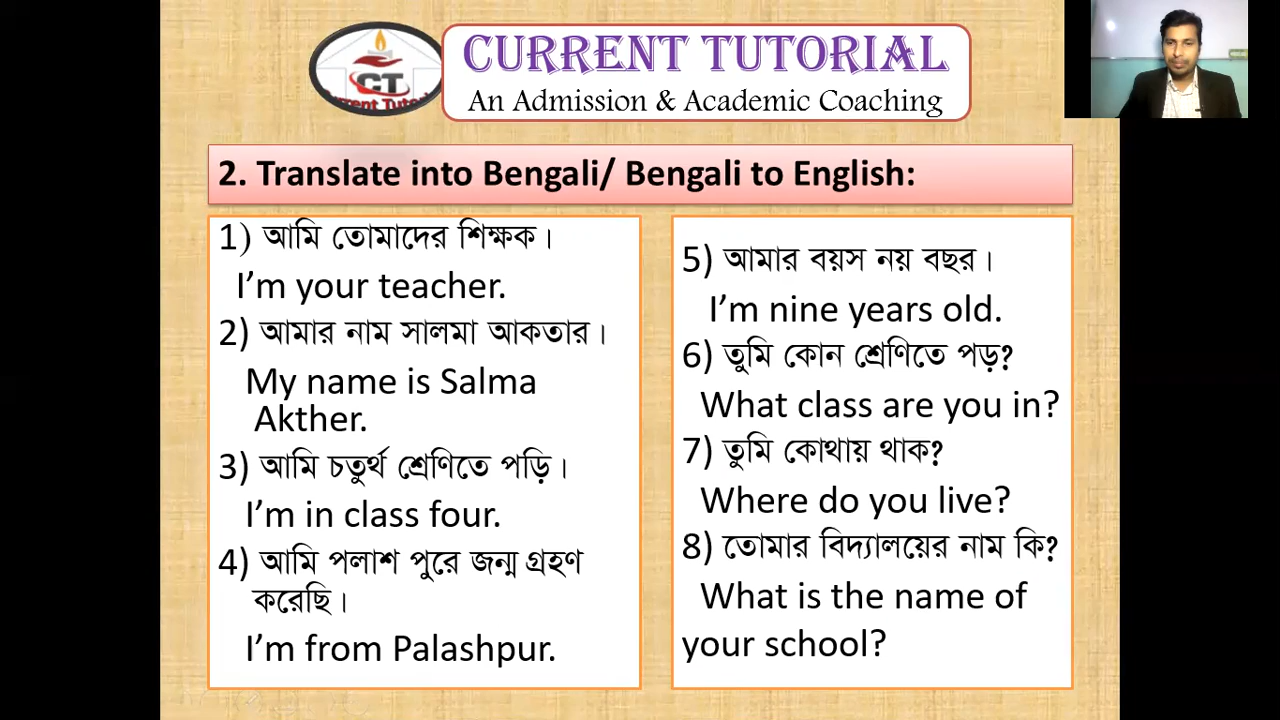 CT
Current Tutorial
CURRENT TUTORIAL
An Admission & Academic Coaching
2. Translate into Bengali/ Bengali to English:
1) আমি তোমাদের শিক্ষক।
I’m your teacher.
2) আমার নাম সালমা আকতার।
My name is Salma
Akther.
3) আমি চতুর্থ শ্রেণিতে পড়ি।
I’m in class four.
4) আমি পলাশ পুরে জন্ম গ্রহণ
করেছি।
I’m from Palashpur.
5) আমার বয়স নয় বছর।
I’m nine years old.
6) তুমি কোন শ্রেণিতে পড়?
What class are you in?
7) তুমি কোথায় থাক?
Where do you live?
8) তোমার বিদ্যালয়ের নাম কি?
What is the name of
your school?